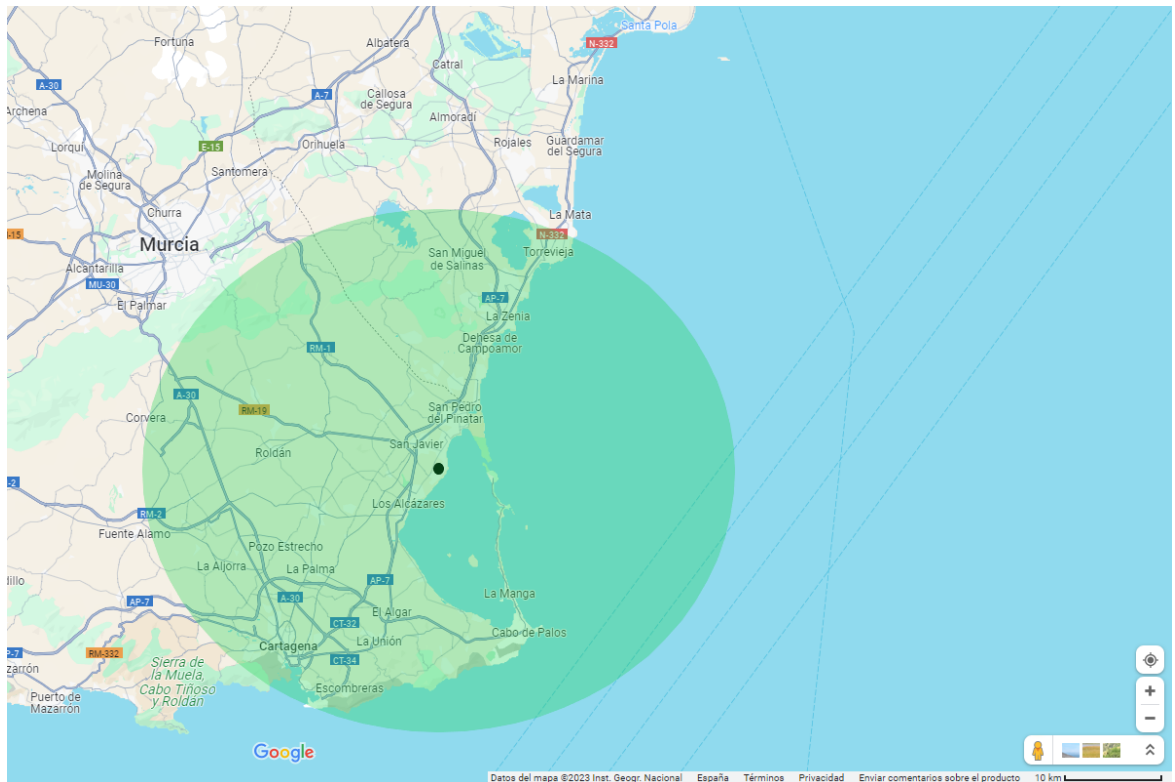 Santa Pola
Fortuna
Albatera
N-332
Catral
La Marina
A-30
A-7
Callosa
de Segura
Archena
Almoradí
Lorquí
E-15
Orihuela
Rojales
Guardamar
del Segura
Molina
de Segura
Santomera
Churra
La Mata
-15
Murcia
N-332
San Miguel
de Salinas
Torrevieja
Alcantarilla
MU-30
El Palmar
AP-7
La Zenia
Dehesa de
Campoamor
RM-1
A-30
RM-19
San Pedro
del Pinatar
Corvera
San Javier
Roldán
-2
Los Alcázares
RM-2
Fuente Álamo
Pozo Estrecho
La Aljorra
La Palma
AP-7
dillo
La Manga
AP-7
A-30
El Algar
CT-32
Cabo de Palos
La Unión
Cartagena
P-7
RM-332
CT-34
zarrón
Sierra de
la Muela,
Cabo Tiñoso
y Roldán
Escombreras
Puerto de
Mazarrón
Google
Datos del mapa ©2023 Inst. Geogr. Nacional España Términos Privacidad Enviar comentarios sobre el producto 10 km